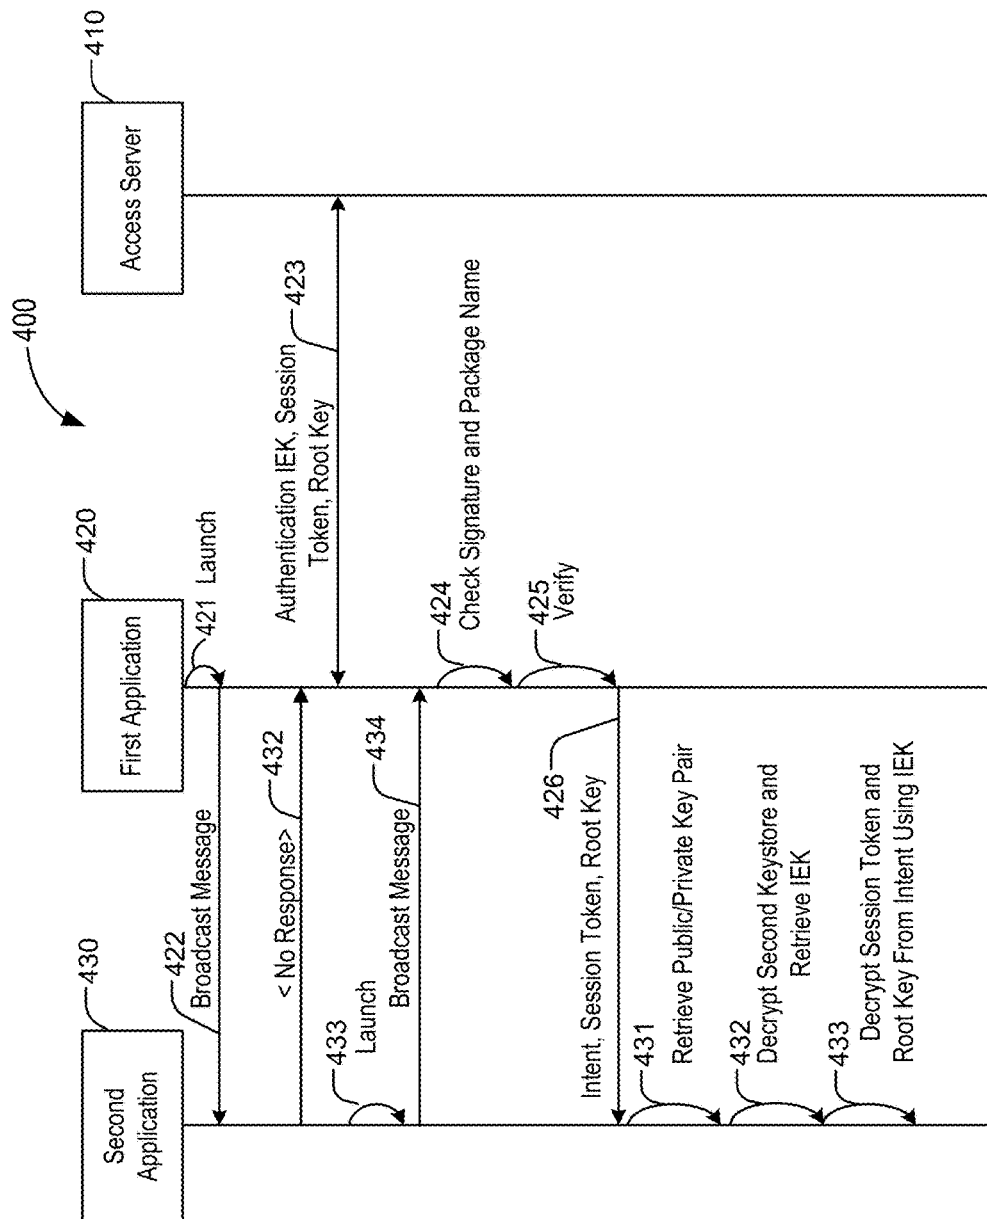 400
430
Second
Application
420
First Application
410
Access Server
421 Launch
422
Broadcast Message
< No Response>
432
Authentication IEK, Session
Token, Root Key
423
433
Launch
Broadcast Message
434
424
Check Signature and Package Name
425
Verify
Intent, Session Token, Root Key
426
431
Retrieve Public/Private Key Pair
432
Decrypt Second Keystore and
Retrieve IEK
433
Decrypt Session Token and
Root Key From Intent Using IEK